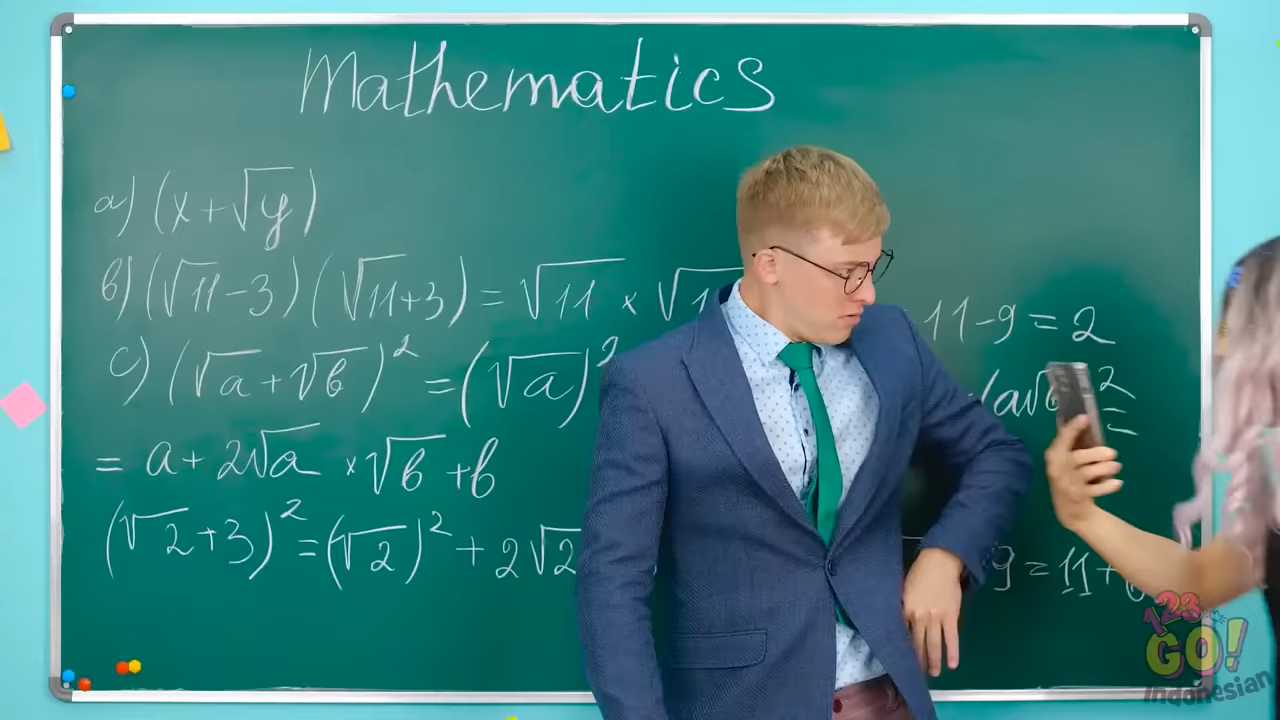 Mathematics
a) (x+√y)
в) (√11-3)(√11+3)=√11 × √1 11-9=2
c) (√a+√в)²=(√a)² (a√в)²=
= a+2√a ×√в +в
(√2+3)²=(√2)²+2√2 9=11+
123 GO!
Indonesian